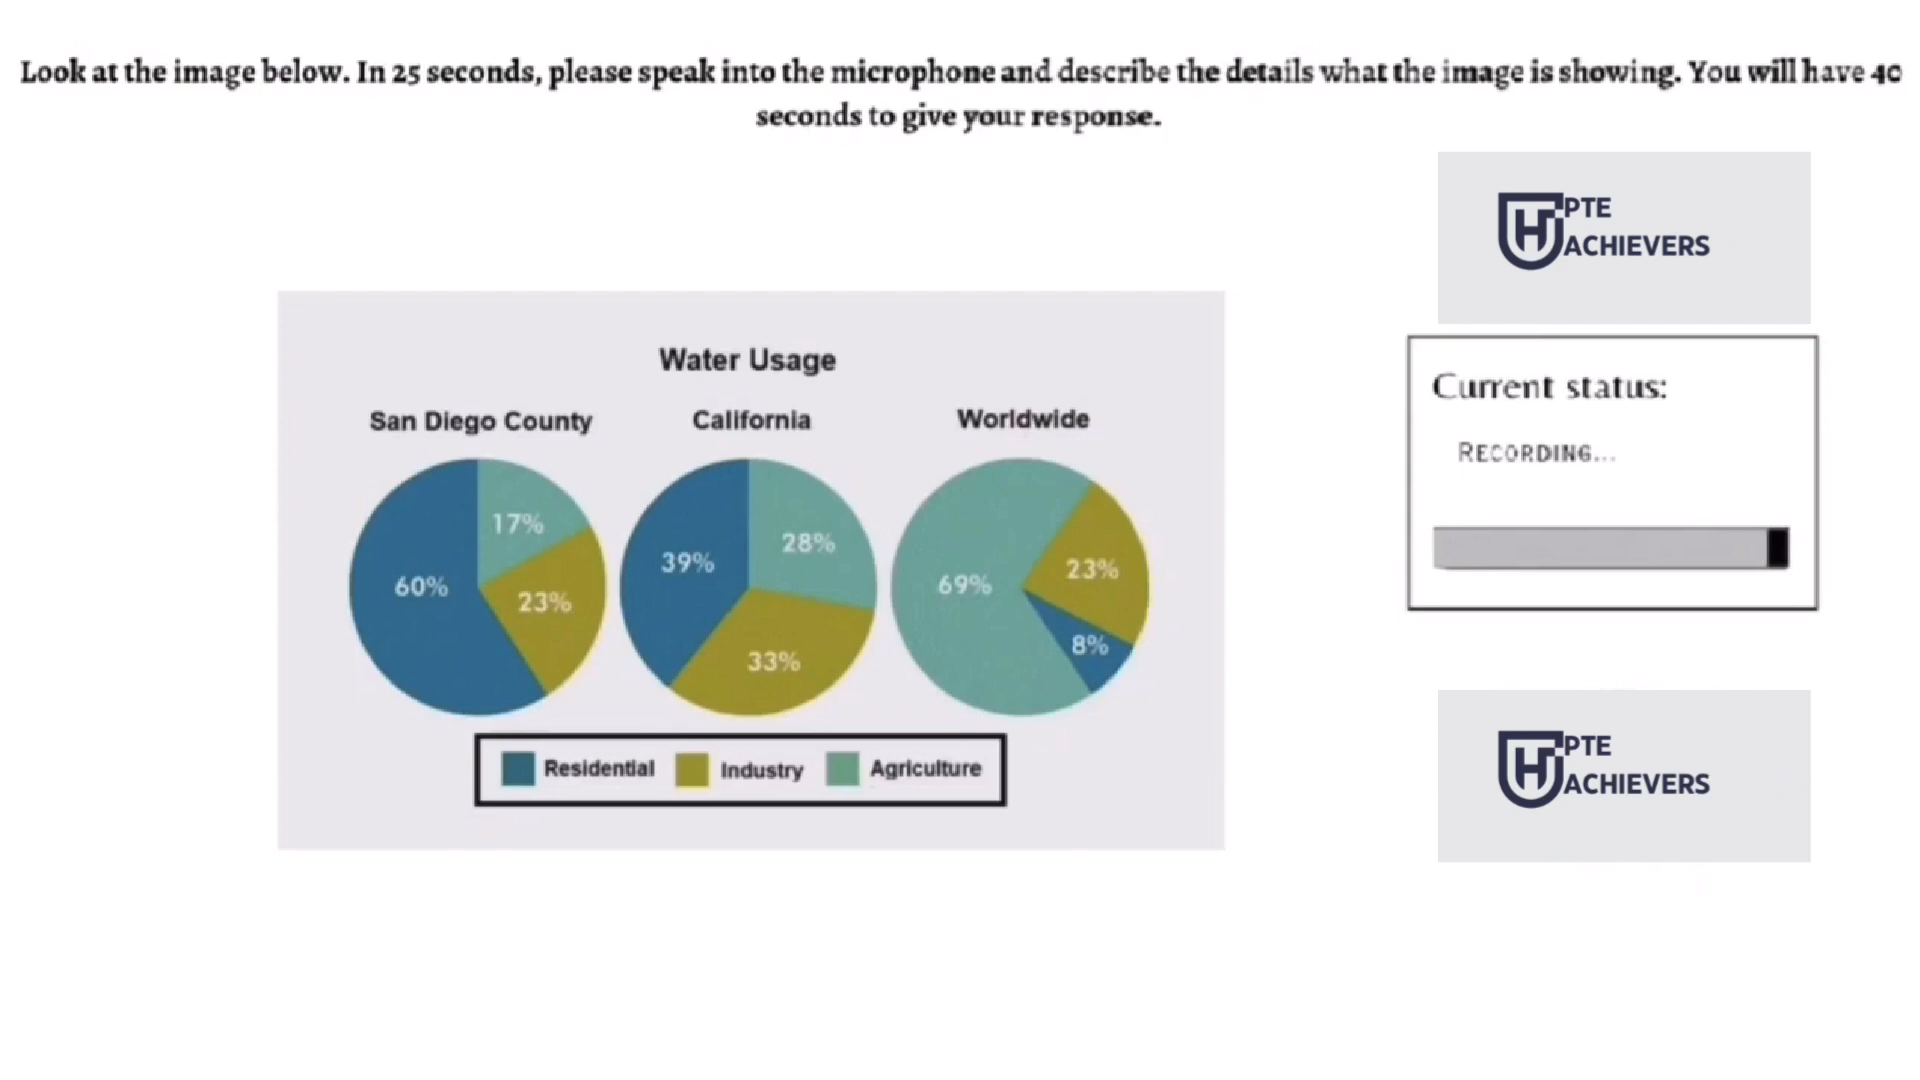 Look at the image below. In 25 seconds, please speak into the microphone and describe the details what the image is showing. You will have 40
seconds to give your response.
PTE
ACHIEVERS
Water Usage
San Diego County
California
Worldwide
17%
60%
23%
39%
28%
33%
69%
23%
8%
Residential
Industry
Agriculture
Current status:
RECORDING...
PTE
ACHIEVERS